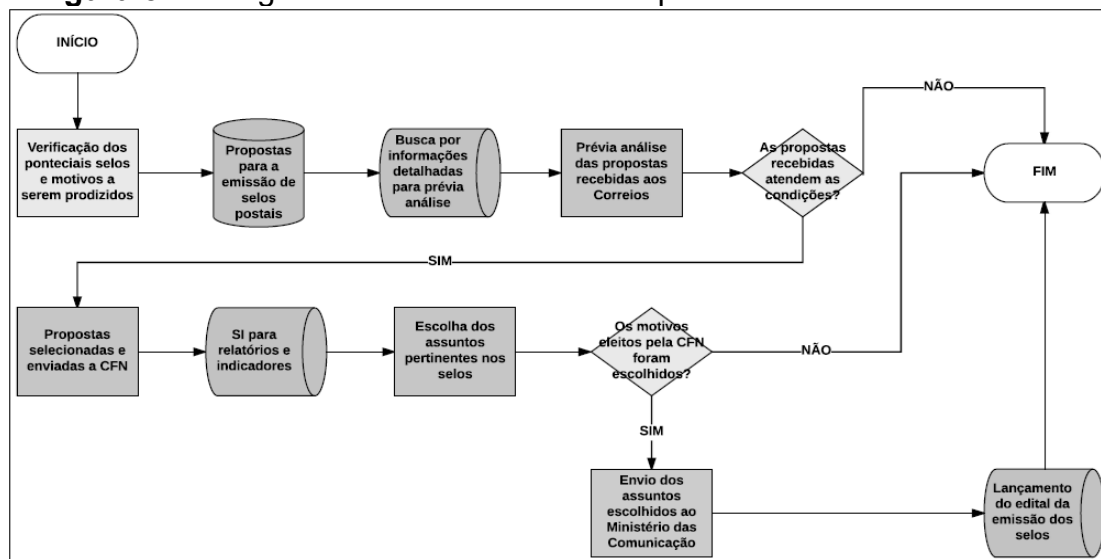 INÍCIO
NÃO
Verificação dos
ponteciais selos
e motivos a
serem prodizidos
Propostas
para a
emissão de
selos
postais
Busca por
informações
detalhadas
para prévia
análise
Prévia análise
das propostas
recebidas aos
Correios
As propostas
recebidas
atendem as
condições?
FIM
SIM
Propostas
selecionadas e
enviadas a CFN
SI para
relatórios e
indicadores
Escolha dos
assuntos
pertinentes nos
selos
Os motivos
efeitos pela CFN
foram
escolhidos?
NÃO
SIM
Envio dos
assuntos
escolhidos ao
Ministério das
Comunicação
Lançamento
do edital da
emissão dos
selos